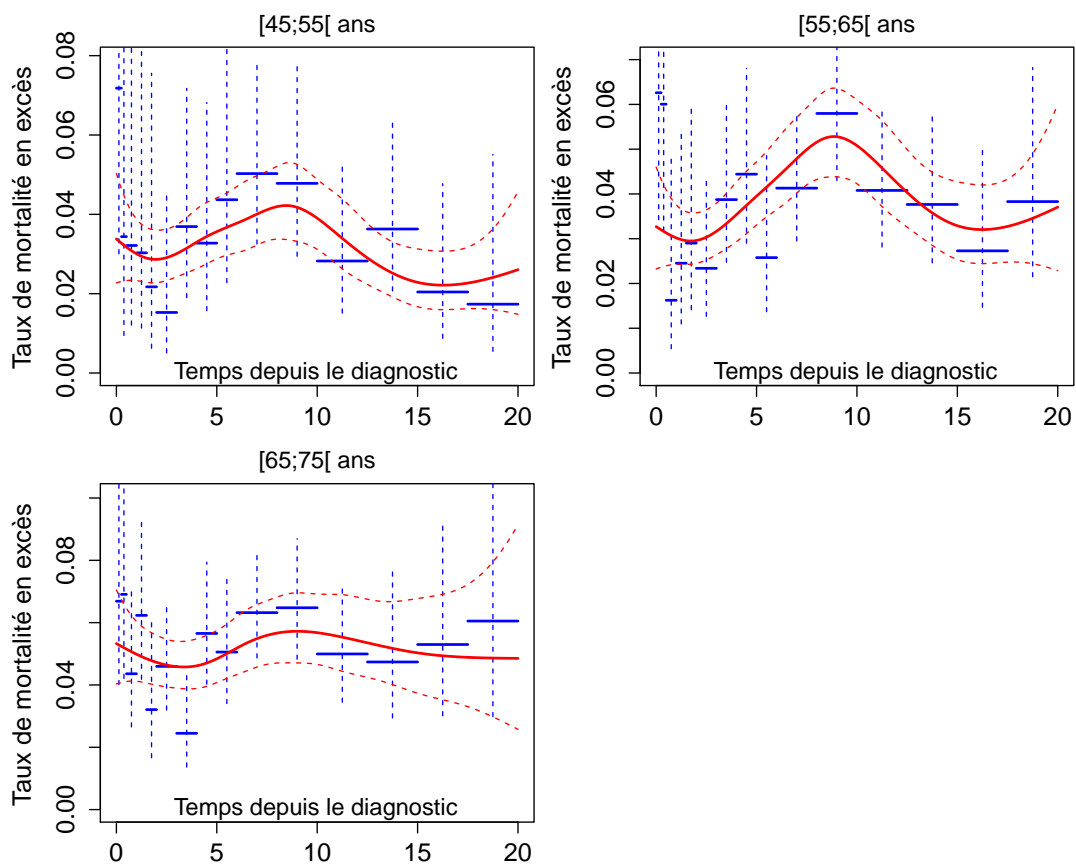 [45;55[ ans
Taux de mortalité en excès
0.00 0.02 0.04 0.06 0.08
Temps depuis le diagnostic
0 5 10 15 20
[55;65[ ans
Taux de mortalité en excès
0.00 0.02 0.04 0.06
Temps depuis le diagnostic
0 5 10 15 20
[65;75[ ans
Taux de mortalité en excès
0.00 0.04 0.08
Temps depuis le diagnostic
0 5 10 15 20